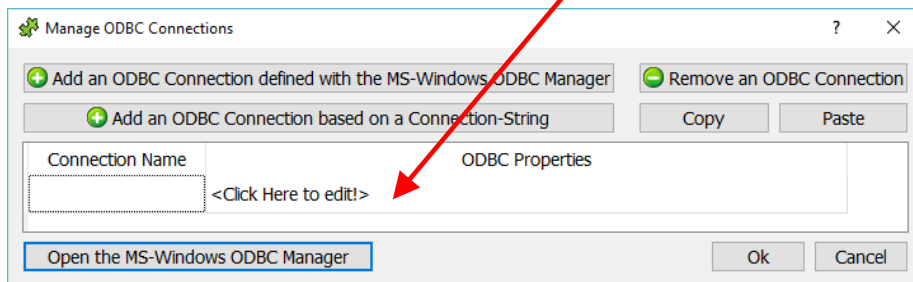 Manage ODBC Connections ?
Add an ODBC Connection defined with the MS-Windows ODBC Manager Remove an ODBC Connection
Add an ODBC Connection based on a Connection-String Copy Paste
Connection Name ODBC Properties
<Click Here to edit!>
Open the MS-Windows ODBC Manager Ok Cancel